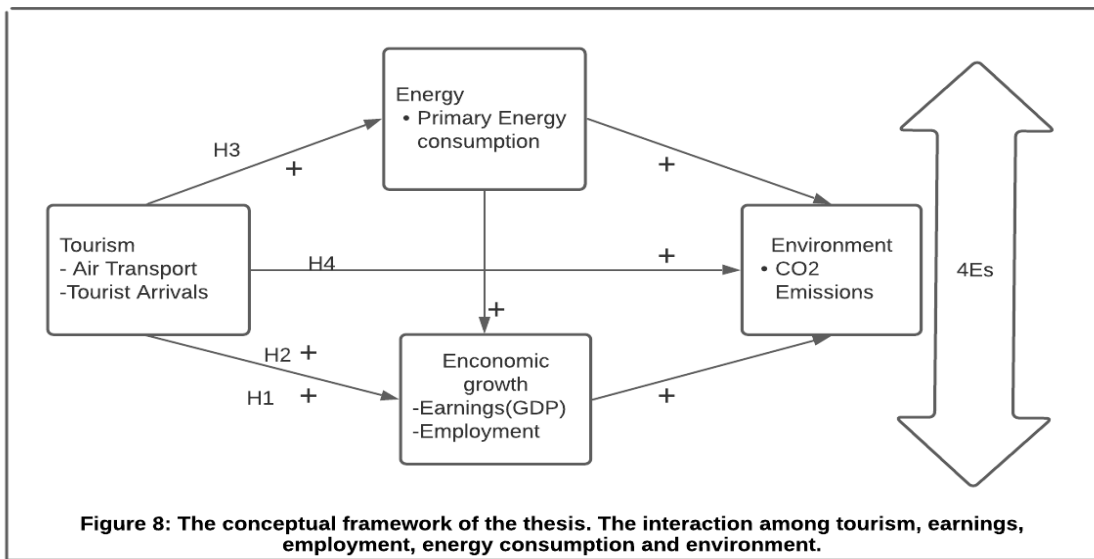 Energy
• Primary Energy
consumption
H3
+
+
Tourism
- Air Transport
-Tourist Arrivals
H4
+
Environment
• CO2
Emissions
4Es
+
H2 +
H1 +
Enconomic
growth
-Earnings(GDP)
-Employment
+
Figure 8: The conceptual framework of the thesis. The interaction among tourism, earnings,
employment, energy consumption and environment.